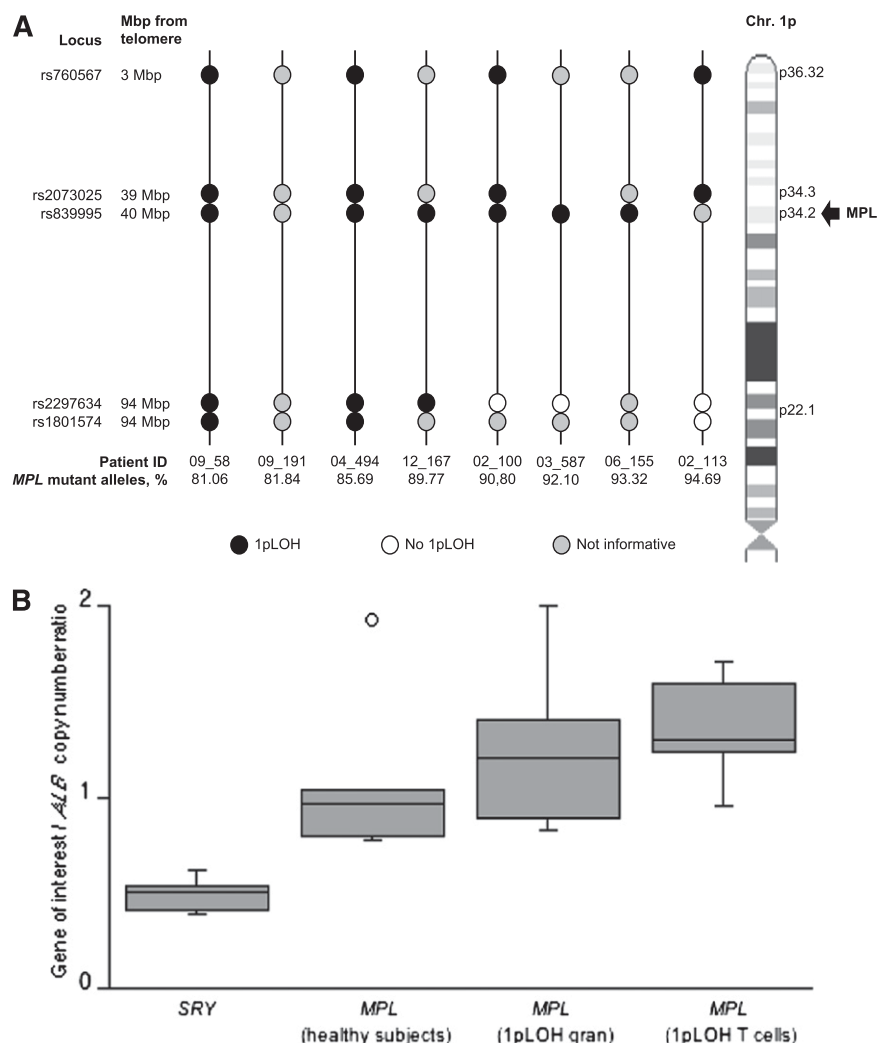 A
Locus
Mbp from
telomere
Chr. 1p
rs760567 3 Mbp
p36.32
rs2073025 39 Mbp
p34.3
rs839995 40 Mbp
p34.2 MPL
rs2297634 94 Mbp
rs1801574 94 Mbp
p22.1
Patient ID 09_58 09_191 04_494 12_167 02_100 03_587 06_155 02_113
MPL mutant alleles, % 81.06 81.84 85.69 89.77 90,80 92.10 93.32 94.69
1pLOH No 1pLOH Not informative
B
Gene of interest / ALB copy number ratio
2
1
0
SRY MPL MPL MPL
(healthy subjects) (1pLOH gran) (1pLOH T cells)